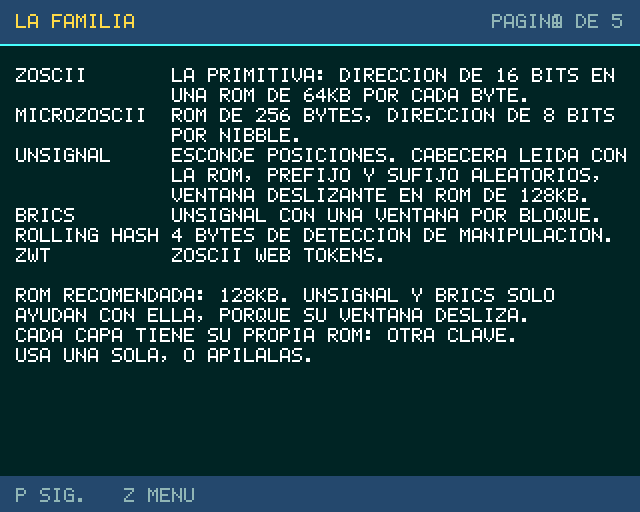 LA FAMILIA
PAGIN DE 5
ZOSCII LA PRIMITIVA: DIRECCION DE 16 BITS EN
UNA ROM DE 64KB POR CADA BYTE.
MICROZOSCII ROM DE 256 BYTES, DIRECCION DE 8 BITS
POR NIBBLE.
UNSIGNAL ESCONDE POSICIONES. CABECERA LEIDA CON
LA ROM, PREFIJO Y SUFIJO ALEATORIOS,
VENTANA DESLIZANTE EN ROM DE 128KB.
BRICS UNSIGNAL CON UNA VENTANA POR BLOQUE.
ROLLING HASH 4 BYTES DE DETECCION DE MANIPULACION.
ZWT ZOSCII WEB TOKENS.
ROM RECOMENDADA: 128KB. UNSIGNAL Y BRICS SOLO
AYUDAN CON ELLA, PORQUE SU VENTANA DESLIZA.
CADA CAPA TIENE SU PROPIA ROM: OTRA CLAVE.
USA UNA SOLA, O APILALAS.
P SIG. Z MENU